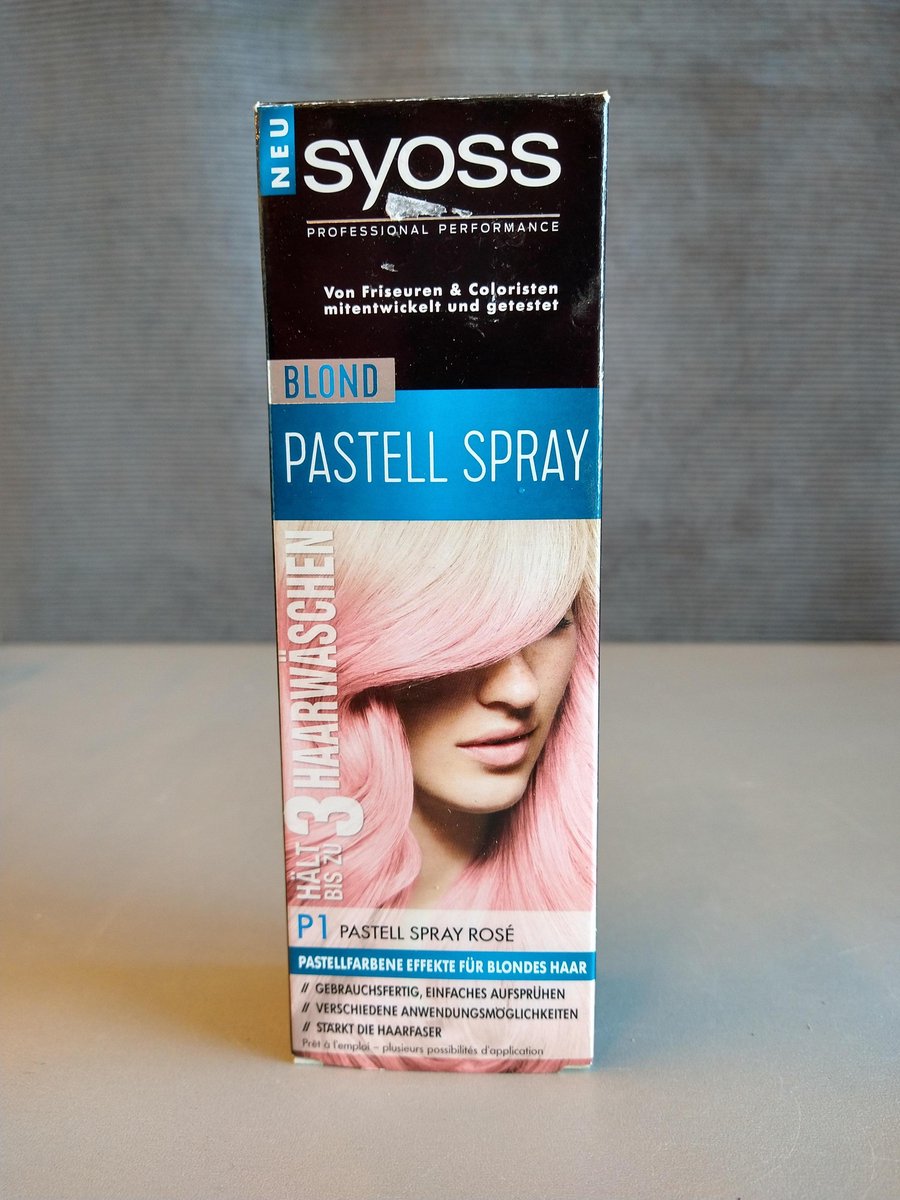 NEU
syoss
PROFESSIONAL PERFORMANCE
Von Friseuren & Coloristen
mitentwickelt und getestet
BLOND
PASTELL SPRAY
HÄLT
BIS ZU
3 HAARWÄSCHEN
P1 PASTELL SPRAY ROSÉ
PASTELLFARBENE EFFEKTE FÜR BLONDES HAAR
// GEBRAUCHSFERTIG, EINFACHES AUFSPRÜHEN
// VERSCHIEDENE ANWENDUNGSMÖGLICHKEITEN
// STÄRKT DIE HAARFASER
Prêt à l'emploi – plusieurs possibilités d'application